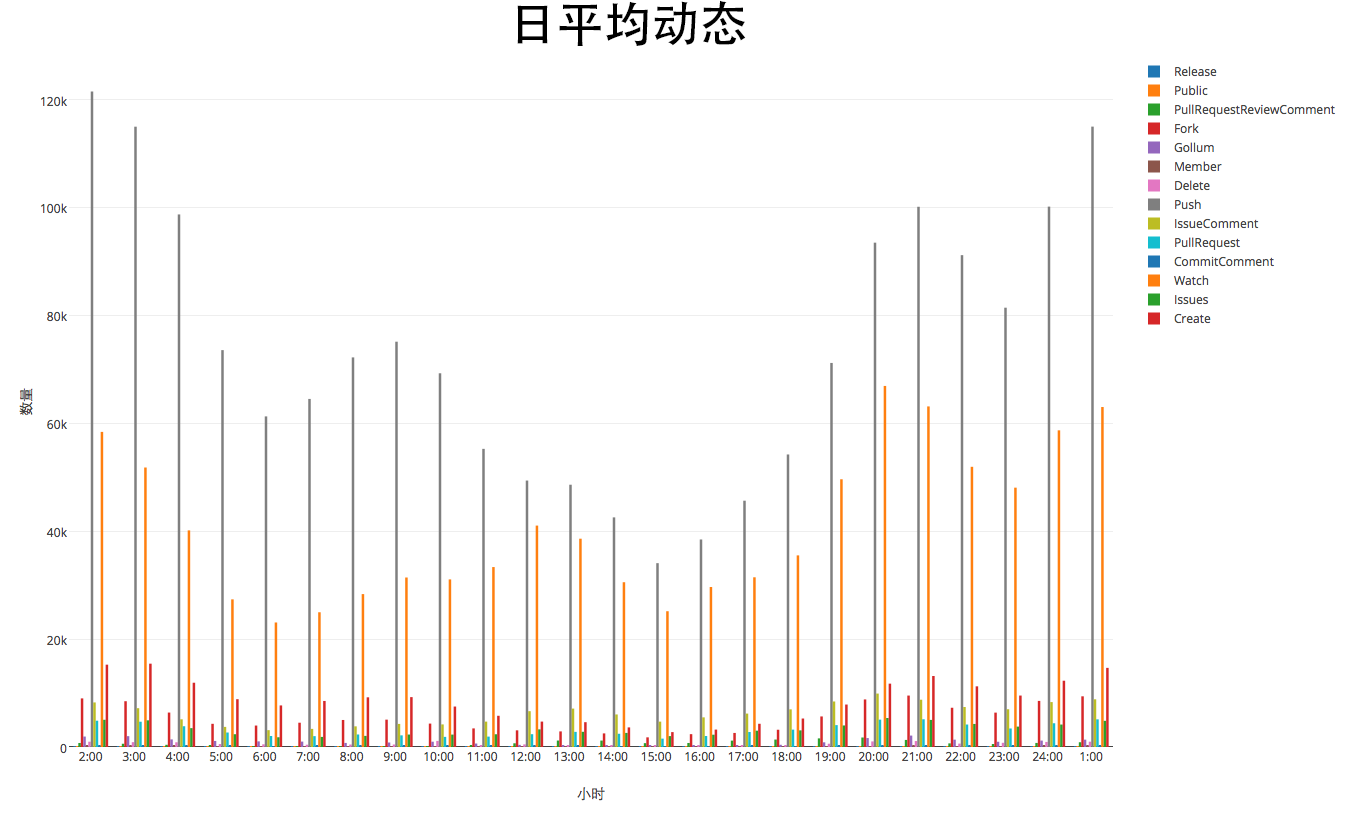 日平均动态
Release
Public
PullRequestReviewComment
Fork
Gollum
Member
Delete
Push
IssueComment
PullRequest
CommitComment
Watch
Issues
Create
120k
100k
80k
60k
40k
20k
0
数量
2:00 3:00 4:00 5:00 6:00 7:00 8:00 9:00 10:00 11:00 12:00 13:00 14:00 15:00 16:00 17:00 18:00 19:00 20:00 21:00 22:00 23:00 24:00 1:00
小时